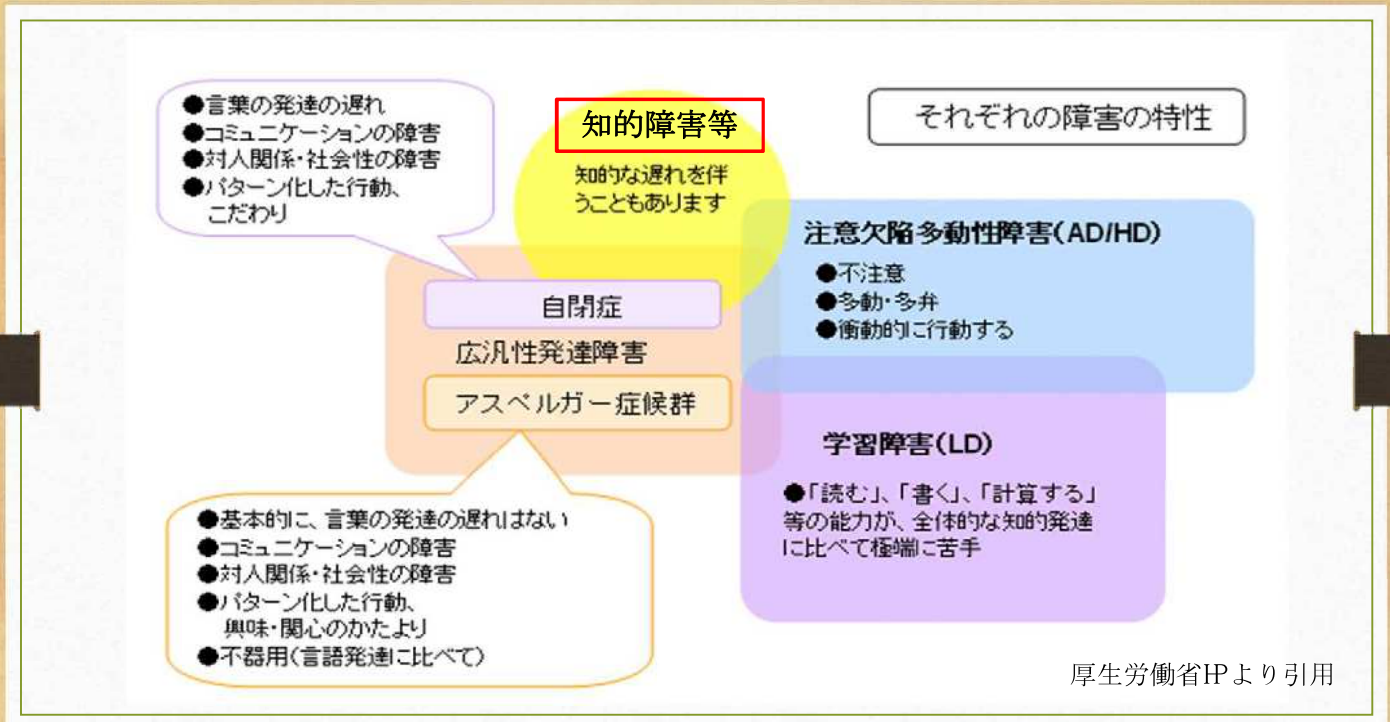 ●言葉の発達の遅れ
●コミュニケーションの障害
●対人関係・社会性の障害
●パターン化した行動、
こだわり
知的障害等
知的な遅れを伴
うこともあります
それぞれの障害の特性
注意欠陥多動性障害(AD/HD)
●不注意
●多動・多弁
●衝動的に行動する
自閉症
広汎性発達障害
アスペルガー症候群
学習障害(LD)
●「読む」、「書く」、「計算する」
等の能力が、全体的な知的発達
に比べて極端に苦手
●基本的に、言葉の発達の遅れはない
●コミュニケーションの障害
●対人関係・社会性の障害
●パターン化した行動、
興味・関心のかたより
●不器用(言語発達に比べて)
厚生労働省HPより引用